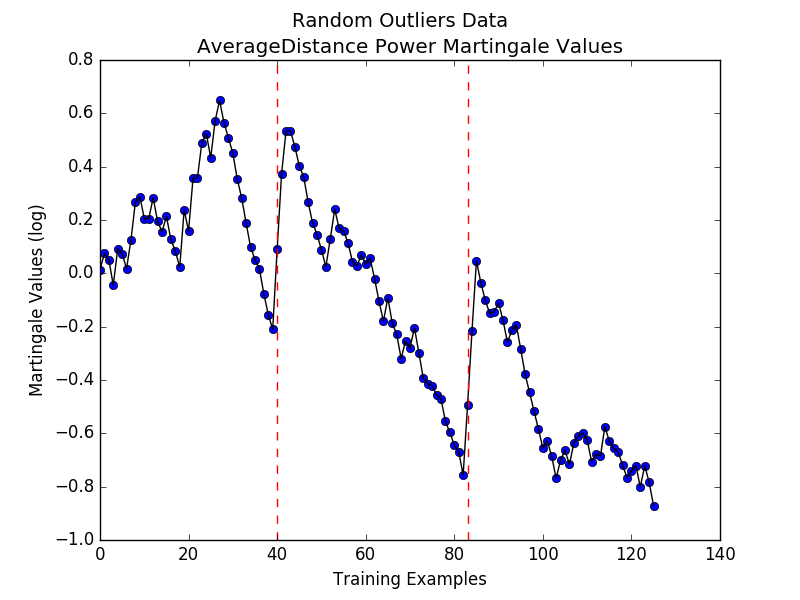 Random Outliers Data
AverageDistance Power Martingale Values
0.8
0.6
0.4
0.2
0.0
−0.2
−0.4
−0.6
−0.8
−1.0
Martingale Values (log)
0 20 40 60 80 100 120 140
Training Examples